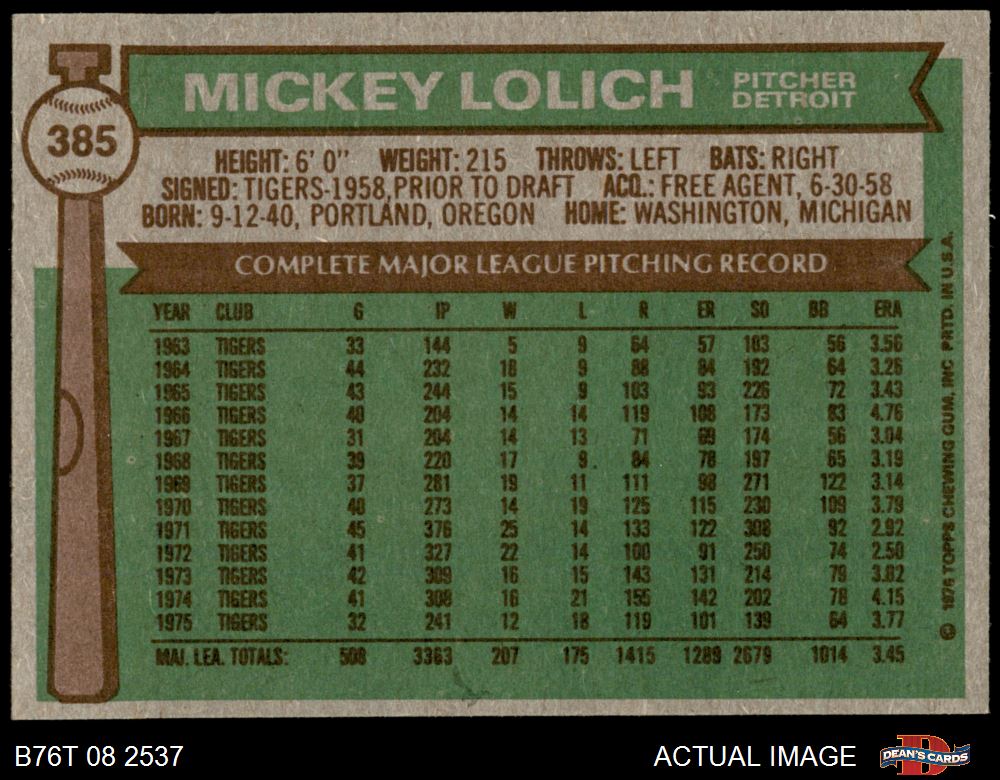 385
MICKEY LOLICH
PITCHER
DETROIT
HEIGHT: 6' 0" WEIGHT: 215 THROWS: LEFT BATS: RIGHT
SIGNED: TIGERS-1958, PRIOR TO DRAFT ACQ.: FREE AGENT, 6-30-58
BORN: 9-12-40, PORTLAND, OREGON HOME: WASHINGTON, MICHIGAN
COMPLETE MAJOR LEAGUE PITCHING RECORD
YEAR CLUB G IP W L R ER SO BB ERA
1963 TIGERS 33 144 5 9 64 57 103 56 3.56
1964 TIGERS 44 232 18 9 88 84 192 64 3.26
1965 TIGERS 43 244 15 9 103 93 226 72 3.43
1966 TIGERS 40 204 14 14 119 108 173 83 4.76
1967 TIGERS 31 204 14 13 71 69 174 56 3.04
1968 TIGERS 39 220 17 9 84 78 197 65 3.19
1969 TIGERS 37 281 19 11 111 98 271 122 3.14
1970 TIGERS 40 273 14 19 125 115 230 109 3.79
1971 TIGERS 45 376 25 14 133 122 308 92 2.92
1972 TIGERS 41 327 22 14 100 91 250 74 2.50
1973 TIGERS 42 309 16 15 143 131 214 79 3.82
1974 TIGERS 41 308 16 21 155 142 202 78 4.15
1975 TIGERS 32 241 12 18 119 101 139 64 3.77
MAJ. LEA. TOTALS: 508 3363 207 175 1415 1289 2679 1014 3.45
© 1976 TOPPS CHEWING GUM, INC. PRTD. IN U.S.A.
B76T 08 2537
ACTUAL IMAGE
DEAN'S CARDS